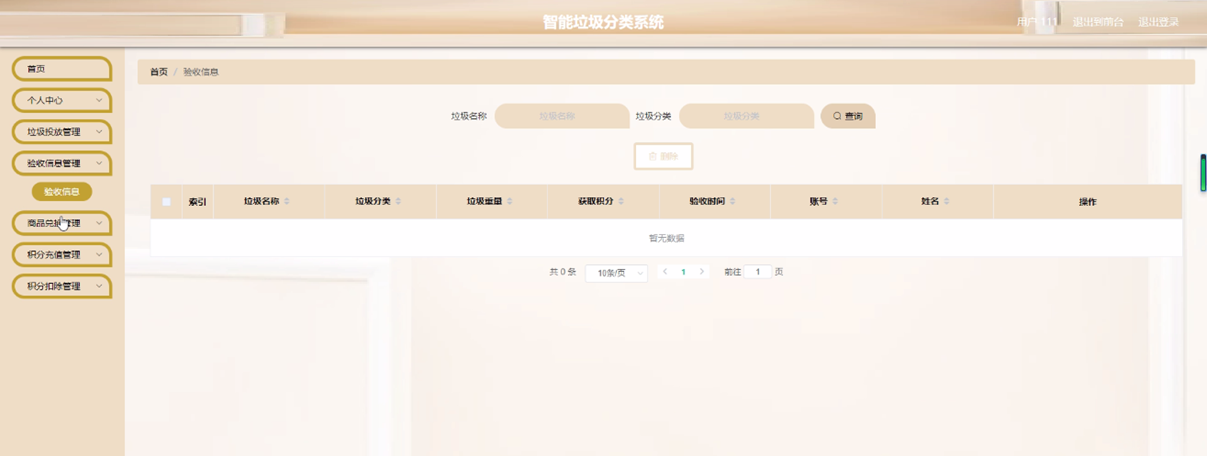 智能垃圾分类系统
用户 111 退出到前台 退出登录
首页
个人中心
垃圾投放管理
验收信息管理
验收信息
商品兑换管理
积分充值管理
积分扣除管理
首页 / 验收信息
垃圾名称 垃圾名称 垃圾分类 垃圾分类 查询
删除
索引 垃圾名称 垃圾分类 垃圾重量 获取积分 验收时间 账号 姓名 操作
暂无数据
共 0 条 10条/页 1 前往 1 页